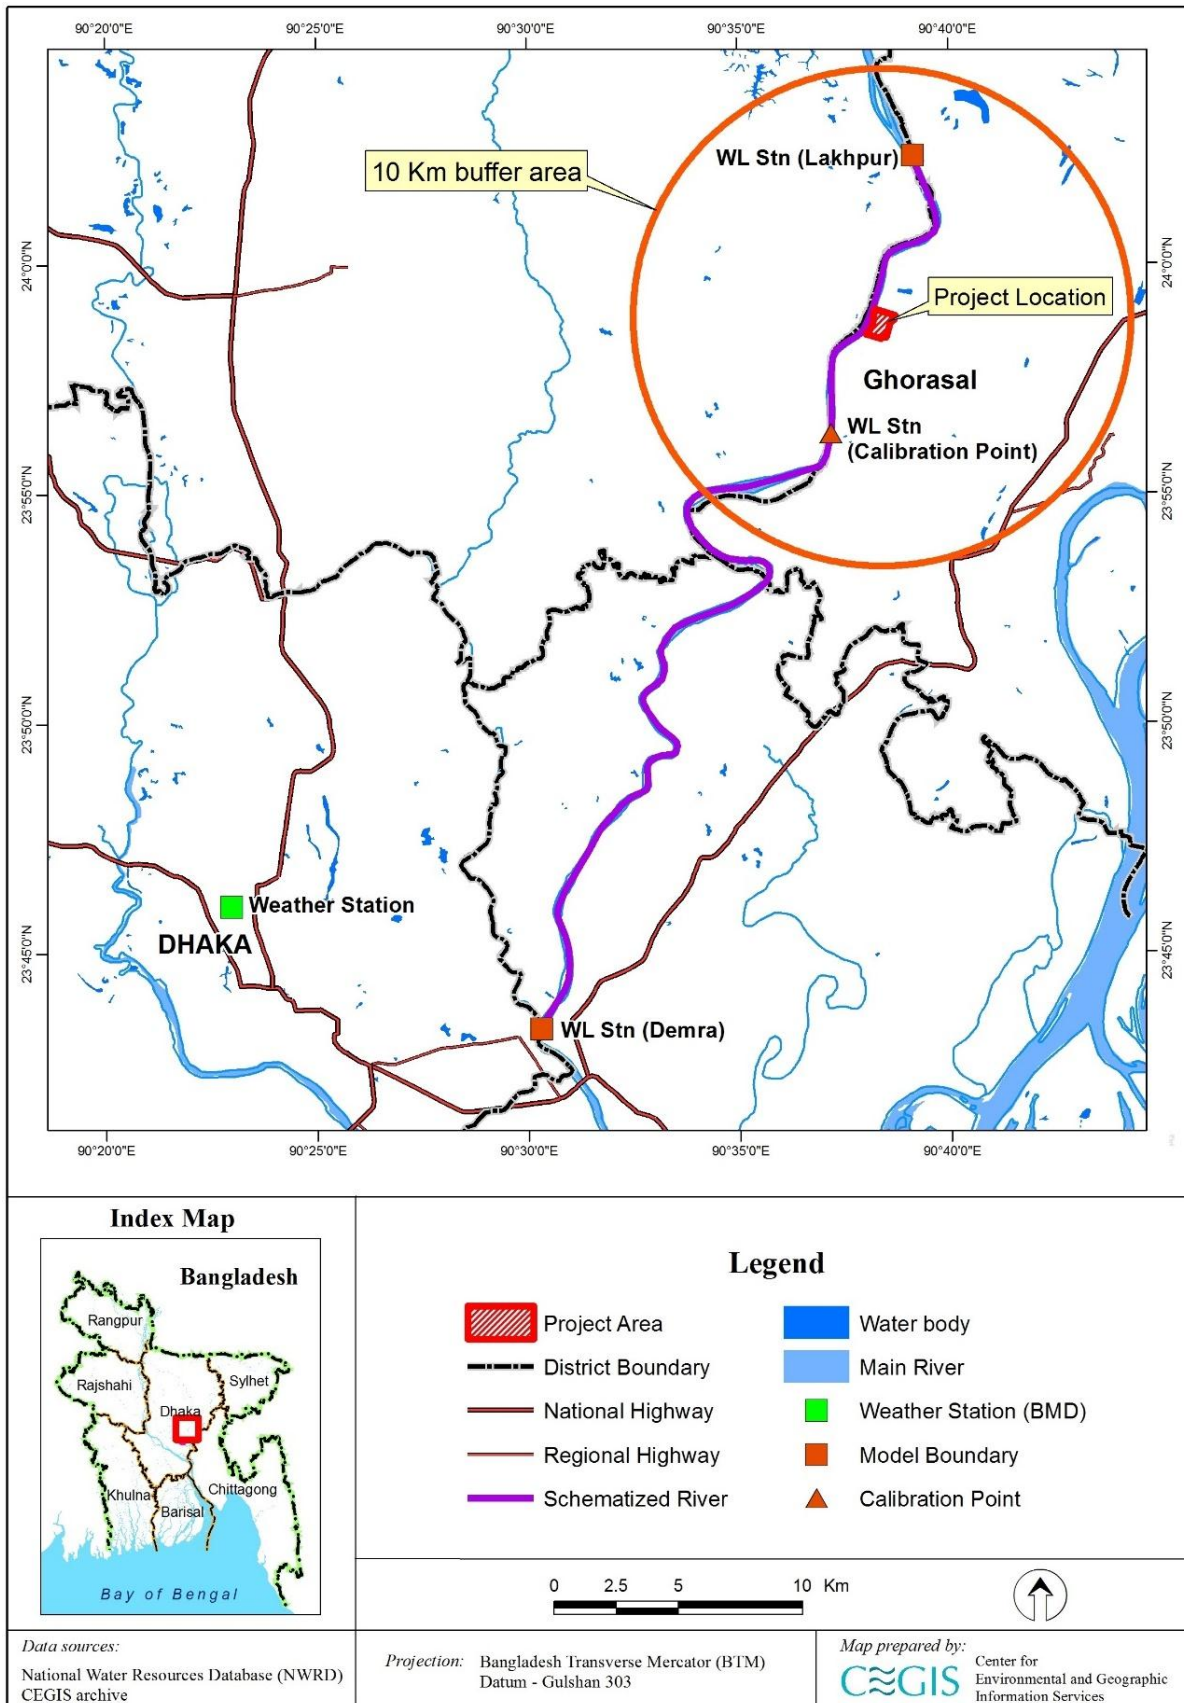 90°20'0"E 90°25'0"E 90°30'0"E 90°35'0"E 90°40'0"E
WL Stn (Lakhpur)
10 Km buffer area
24°0'0"N 24°0'0"N
Project Location
Ghorasal
WL Stn
(Calibration Point)
23°55'0"N 23°55'0"N
23°50'0"N 23°50'0"N
Weather Station
DHAKA
23°45'0"N 23°45'0"N
WL Stn (Demra)
90°20'0"E 90°25'0"E 90°30'0"E 90°35'0"E 90°40'0"E
Index Map
Bangladesh
Rangpur
Rajshahi
Sylhet
Dhaka
Khulna
Chittagong
Barisal
Bay of Bengal
Legend
Project Area
District Boundary
National Highway
Regional Highway
Schematized River
Water body
Main River
Weather Station (BMD)
Model Boundary
Calibration Point
0 2.5 5 10 Km
Data sources:
National Water Resources Database (NWRD)
CEGIS archive
Projection: Bangladesh Transverse Mercator (BTM)
Datum - Gulshan 303
Map prepared by:
CEGIS
Center for
Environmental and Geographic
Information Services